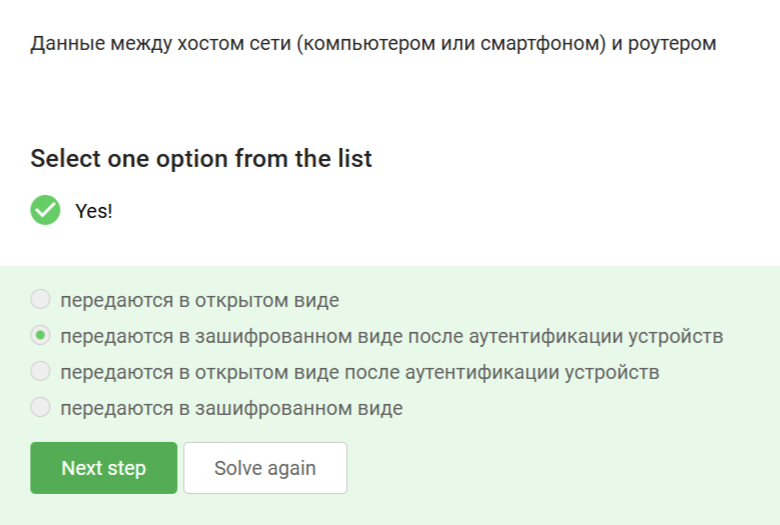 Данные между хостом сети (компьютером или смартфоном) и роутером
Select one option from the list
Yes!
передаются в открытом виде
передаются в зашифрованном виде после аутентификации устройств
передаются в открытом виде после аутентификации устройств
передаются в зашифрованном виде
Next step
Solve again